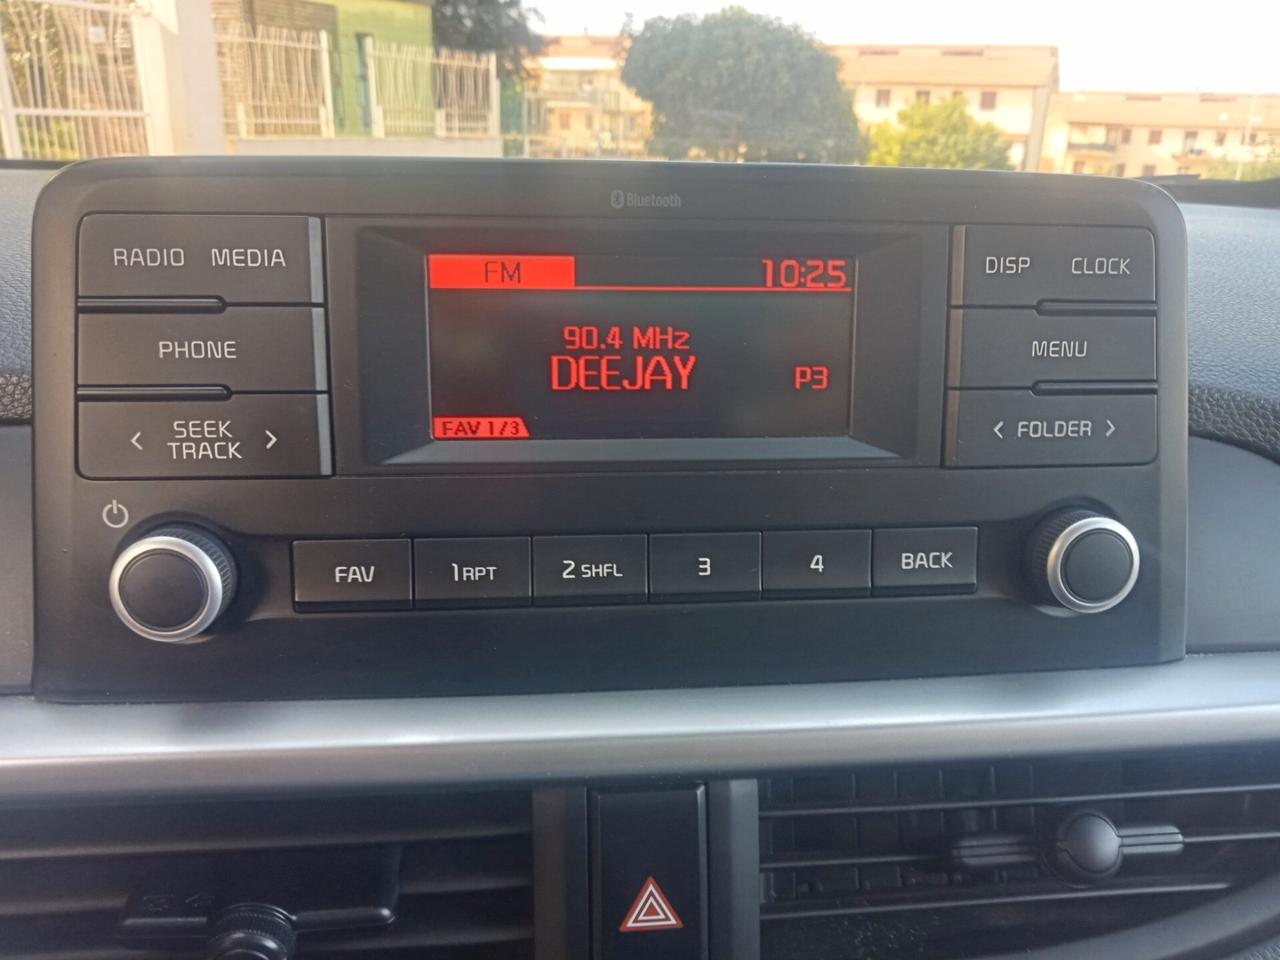 Bluetooth
RADIO MEDIA
PHONE
< SEEK TRACK >
FM 10:25
90.4 MHz
DEEJAY P3
FAV 1/3
DISP CLOCK
MENU
< FOLDER >
FAV 1 RPT 2 SHFL 3 4 BACK